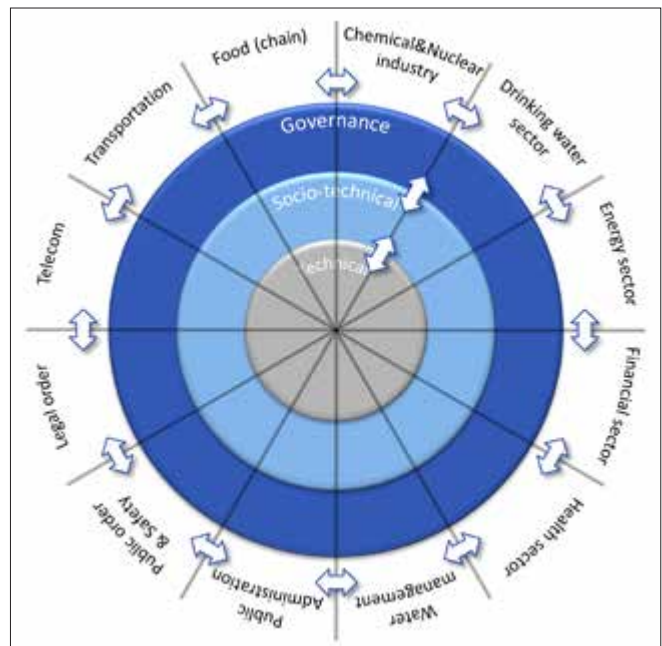 Food (chain)
Chemical&Nuclear
industry
Drinking water
sector
Energy sector
Financial sector
Health sector
Water
management
Public
Administration
Public order
& Safety
Legal order
Telecom
Transportation
Governance
Socio-technical
Technical